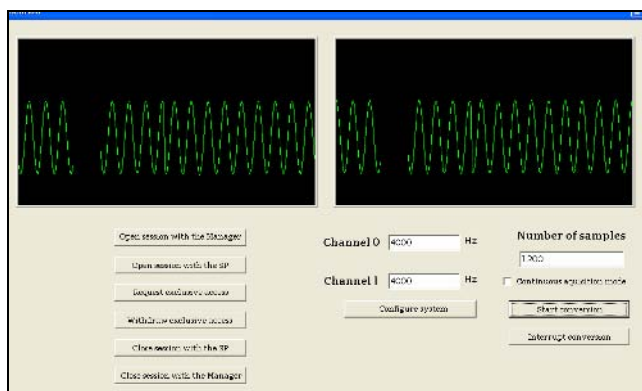 Open session with the Manager
Open session with the SP
Request exclusive access
Withdraw exclusive access
Close session with the SP
Close session with the Manager
Channel 0 4000 Hz
Channel 1 4000 Hz
Configure system
Number of samples
1200
Continuous aquisition mode
Start conversion
Interrupt conversion